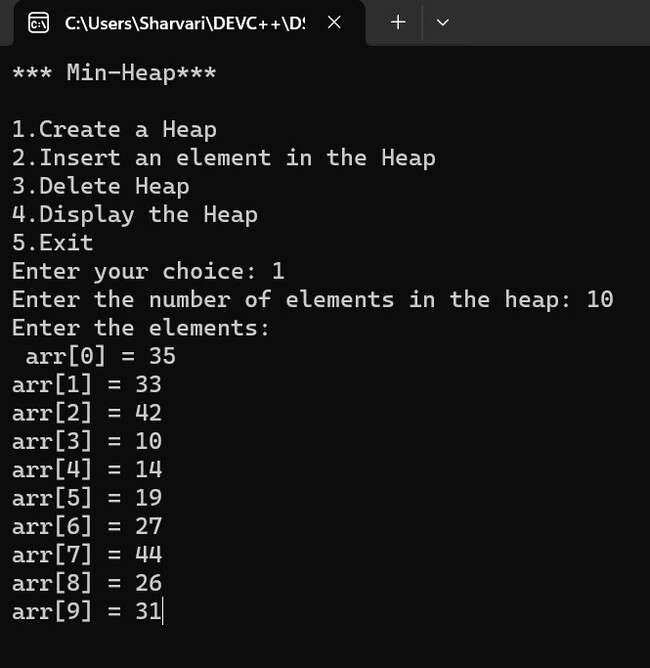 C:\Users\Sharvari\DEVC++\DS
*** Min-Heap***
1.Create a Heap
2.Insert an element in the Heap
3.Delete Heap
4.Display the Heap
5.Exit
Enter your choice: 1
Enter the number of elements in the heap: 10
Enter the elements:
arr[0] = 35
arr[1] = 33
arr[2] = 42
arr[3] = 10
arr[4] = 14
arr[5] = 19
arr[6] = 27
arr[7] = 44
arr[8] = 26
arr[9] = 31